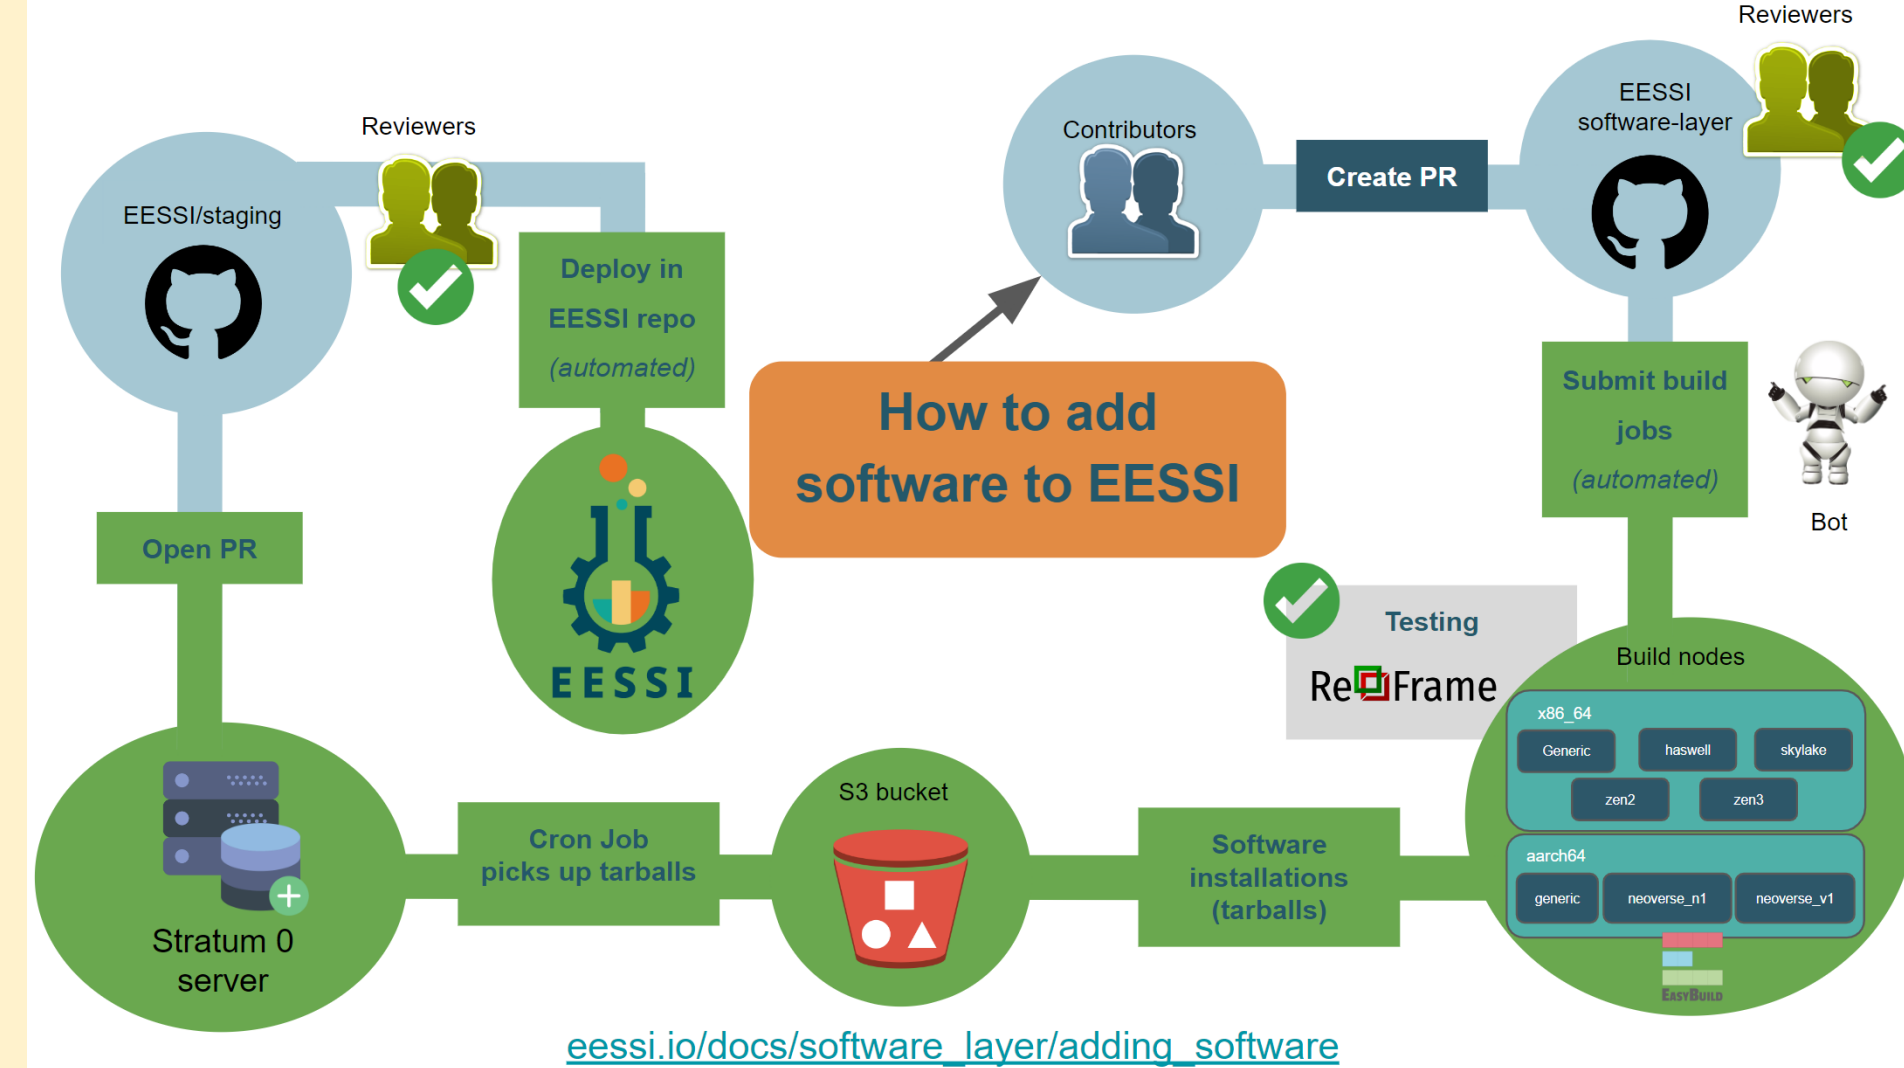 Reviewers
EESSI
software-layer
Contributors
Create PR
Reviewers
EESSI/staging
Deploy in
EESSI repo
(automated)
How to add
software to EESSI
Submit build
jobs
(automated)
Bot
Open PR
EESSI
Testing
ReFrame
Build nodes
x86_64
Generic
haswell
skylake
zen2
zen3
aarch64
generic
neoverse_n1
neoverse_v1
EASYBUILD
Software
installations
(tarballs)
S3 bucket
Cron Job
picks up tarballs
Stratum 0
server
eessi.io/docs/software_layer/adding_software